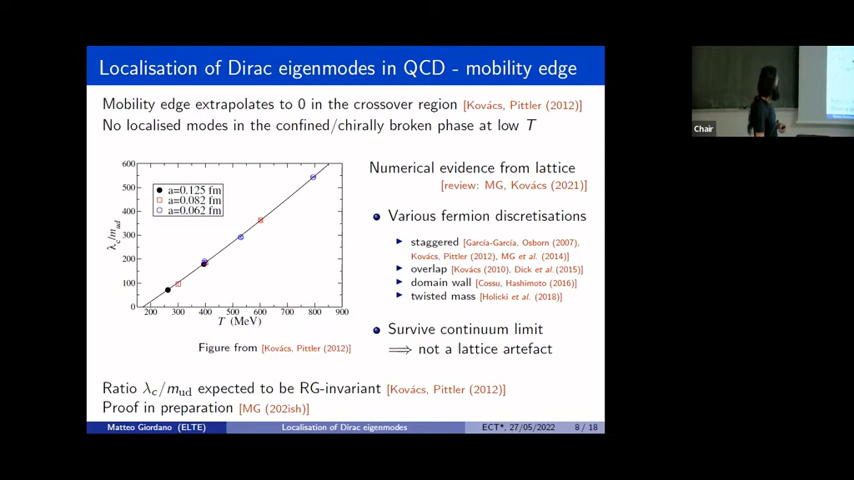 Localisation of Dirac eigenmodes in QCD - mobility edge
Mobility edge extrapolates to 0 in the crossover region [Kovács, Pittler (2012)]
No localised modes in the confined/chirally broken phase at low T
600
500
400
300
200
100
0
λc/mud
a=0.125 fm
a=0.082 fm
a=0.062 fm
200 300 400 500 600 700 800 900
T (MeV)
Figure from [Kovács, Pittler (2012)]
Numerical evidence from lattice
[review: MG, Kovács (2021)]
Various fermion discretisations
staggered [García-García, Osborn (2007),
Kovács, Pittler (2012), MG et al. (2014)]
overlap [Kovács (2010), Dick et al. (2015)]
domain wall [Cossu, Hashimoto (2016)]
twisted mass [Holicki et al. (2018)]
Survive continuum limit
⟹ not a lattice artefact
Ratio λc/mud expected to be RG-invariant [Kovács, Pittler (2012)]
Proof in preparation [MG (202ish)]
Matteo Giordano (ELTE) Localisation of Dirac eigenmodes ECT*, 27/05/2022 8 / 18
Chair